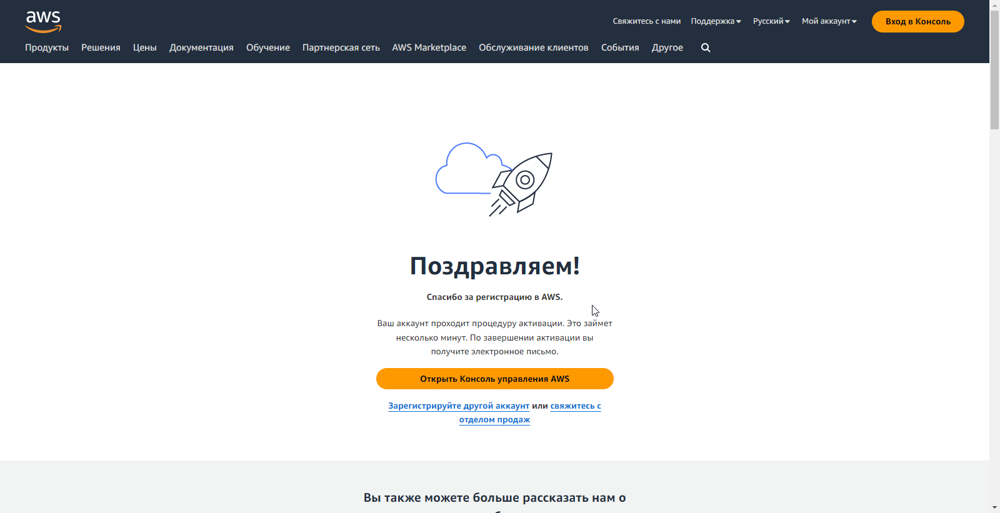 aws
Свяжитесь с нами Поддержка Русский Мой аккаунт Вход в Консоль
Продукты Решения Цены Документация Обучение Партнерская сеть AWS Marketplace Обслуживание клиентов События Другое
Поздравляем!
Спасибо за регистрацию в AWS.
Ваш аккаунт проходит процедуру активации. Это займет
несколько минут. По завершении активации вы
получите электронное письмо.
Открыть Консоль управления AWS
Зарегистрируйте другой аккаунт или свяжитесь с
отделом продаж
Вы также можете больше рассказать нам о